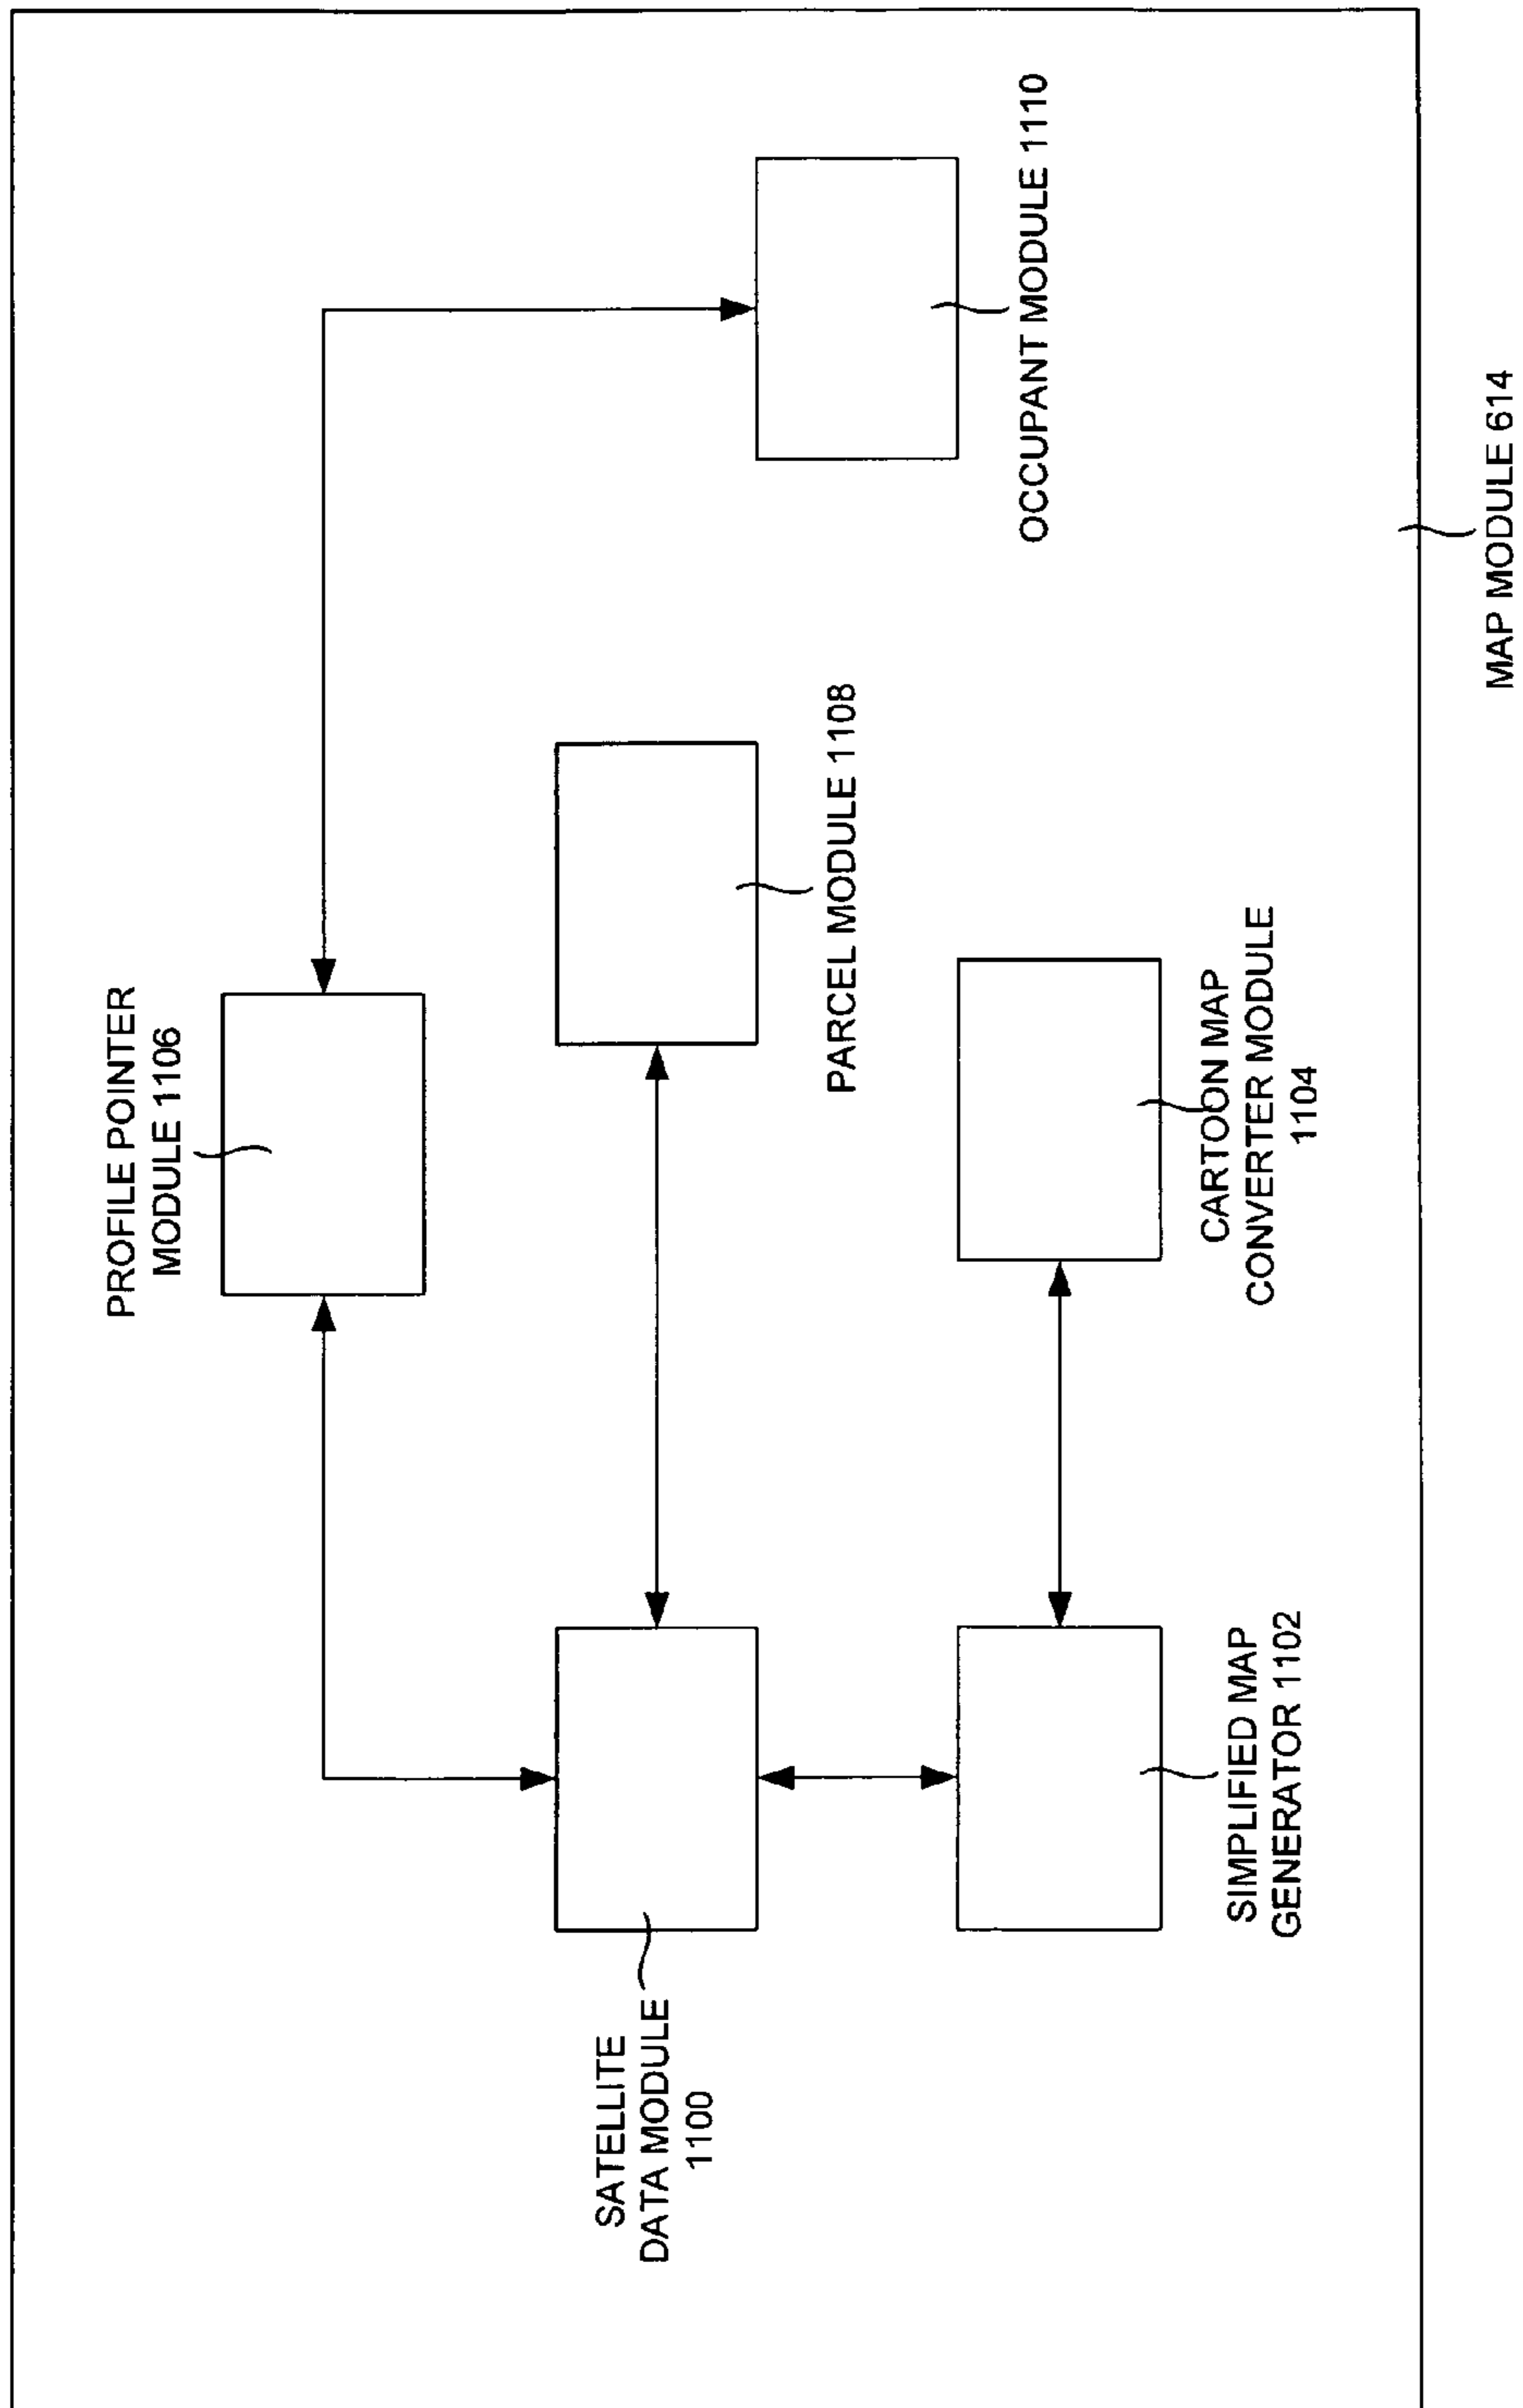 PROFILE POINTER
MODULE 1106
SATELLITE
DATA MODULE
1100
PARCEL MODULE 1108
OCCUPANT MODULE 1110
SIMPLIFIED MAP
GENERATOR 1102
CARTOON MAP
CONVERTER MODULE
1104
MAP MODULE 614